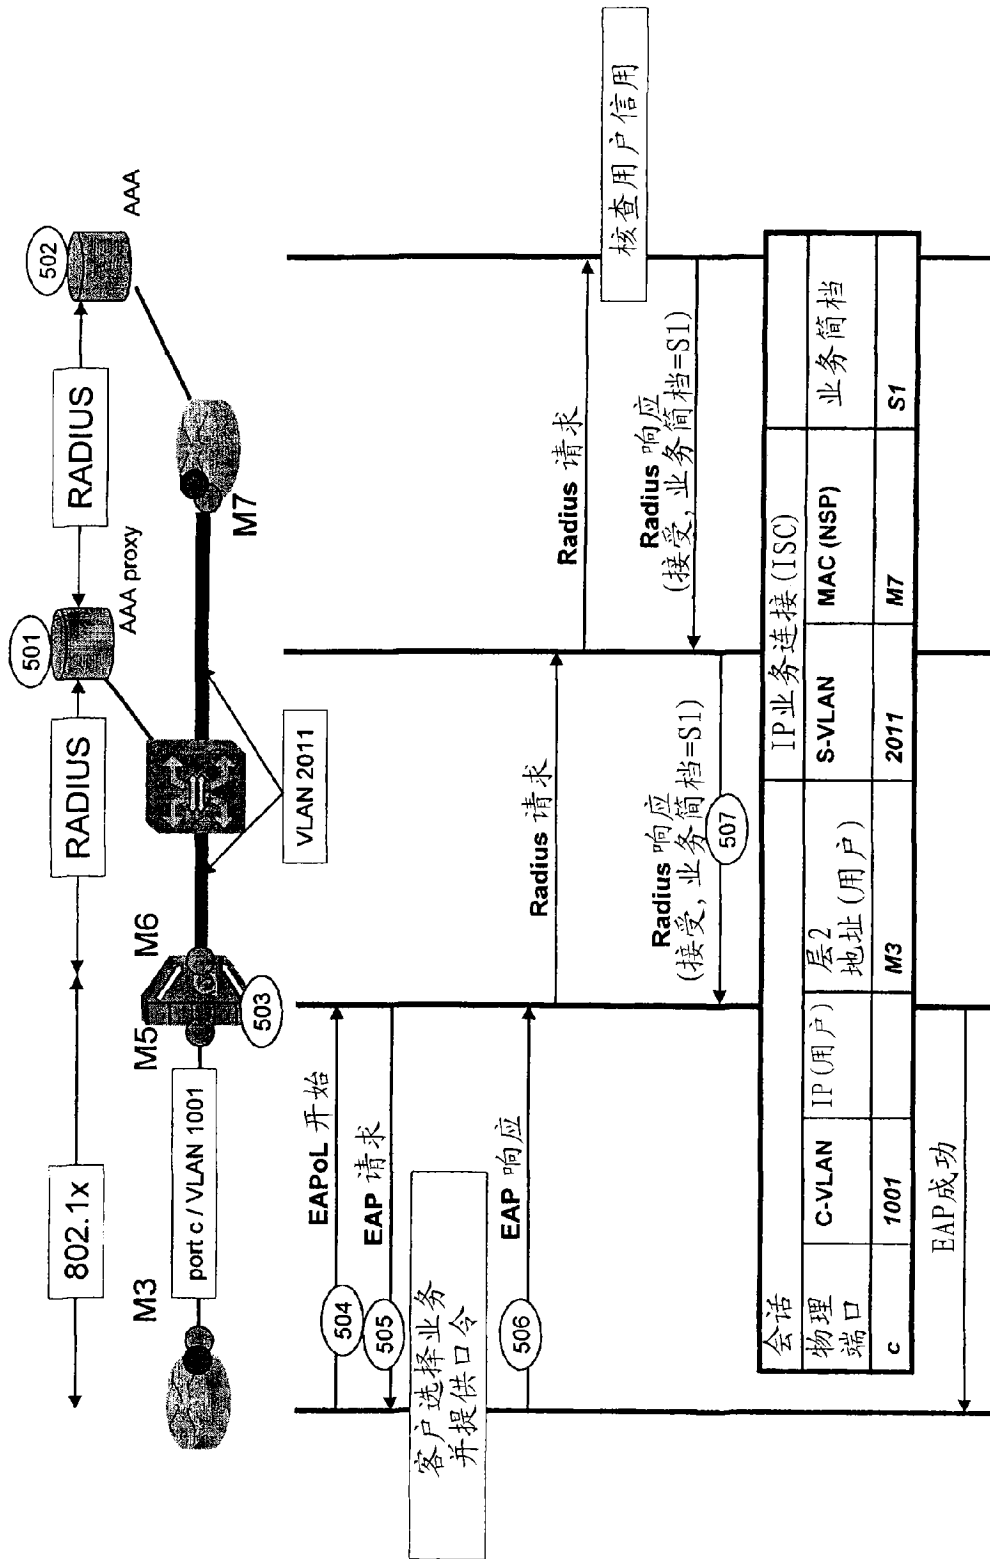 802.1x
RADIUS
RADIUS
501
502
AAA proxy
AAA
M3
port c / VLAN 1001
M5
M6
503
VLAN 2011
M7
504
EAPoL 开始
505
EAP 请求
客户选择业务
并提供口令
506
EAP 响应
Radius 请求
Radius 请求
核查用户信用
Radius 响应
(接受, 业务简档=S1)
Radius 响应
(接受, 业务简档=S1)
507
会话
IP业务连接(ISC)
物理
端口
C-VLAN
IP(用户)
层2
地址(用户)
S-VLAN
MAC (NSP)
业务简档
c
1001
M3
2011
M7
S1
EAP成功